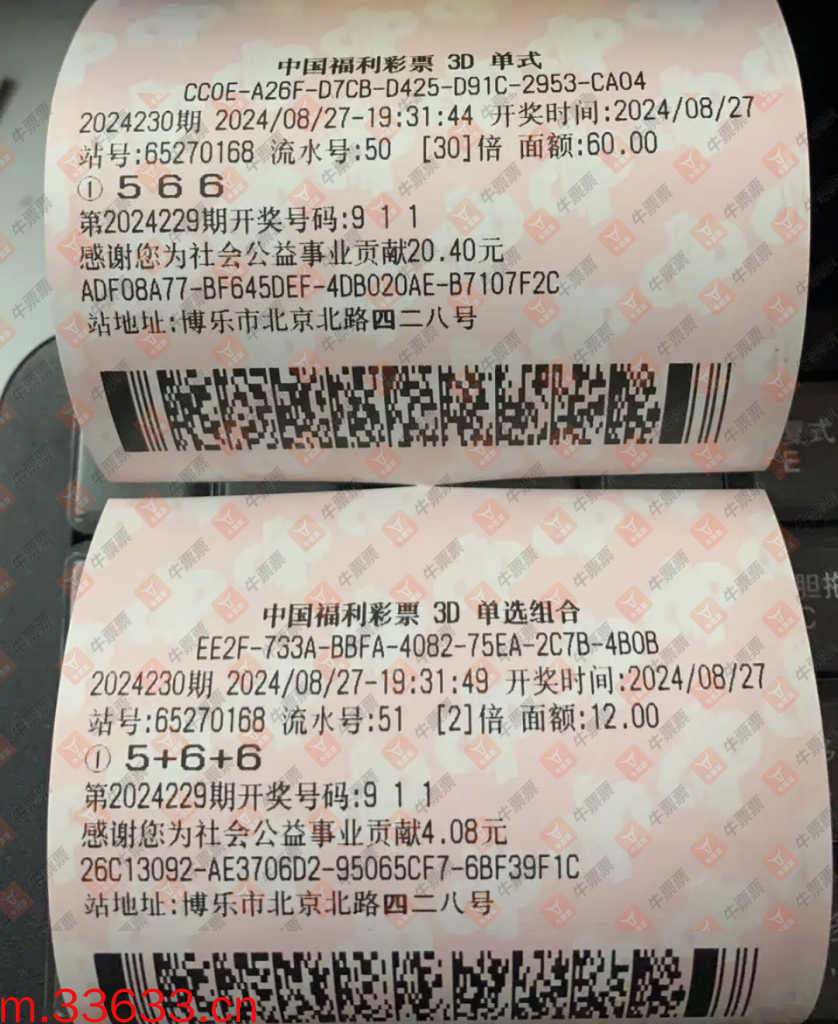 中国福利彩票 3D 单式
CC0E-A26F-D7CB-D425-D91C-2953-CA04
2024230期 2024/08/27-19:31:44 开奖时间:2024/08/27
站号:65270168 流水号:50 [30]倍 面额:60.00
① 5 6 6
第2024229期开奖号码:9 1 1
感谢您为社会公益事业贡献20.40元
ADF08A77-BF645DEF-4DB020AE-B7107F2C
站地址:博乐市北京北路四二八号
中国福利彩票 3D 单选组合
EE2F-733A-BBFA-4082-75EA-2C7B-4B0B
2024230期 2024/08/27-19:31:49 开奖时间:2024/08/27
站号:65270168 流水号:51 [2]倍 面额:12.00
① 5+6+6
第2024229期开奖号码:9 1 1
感谢您为社会公益事业贡献4.08元
26C13092-AE3706D2-95065CF7-6BF39F1C
站地址:博乐市北京北路四二八号
牛票票
m.33633.cn